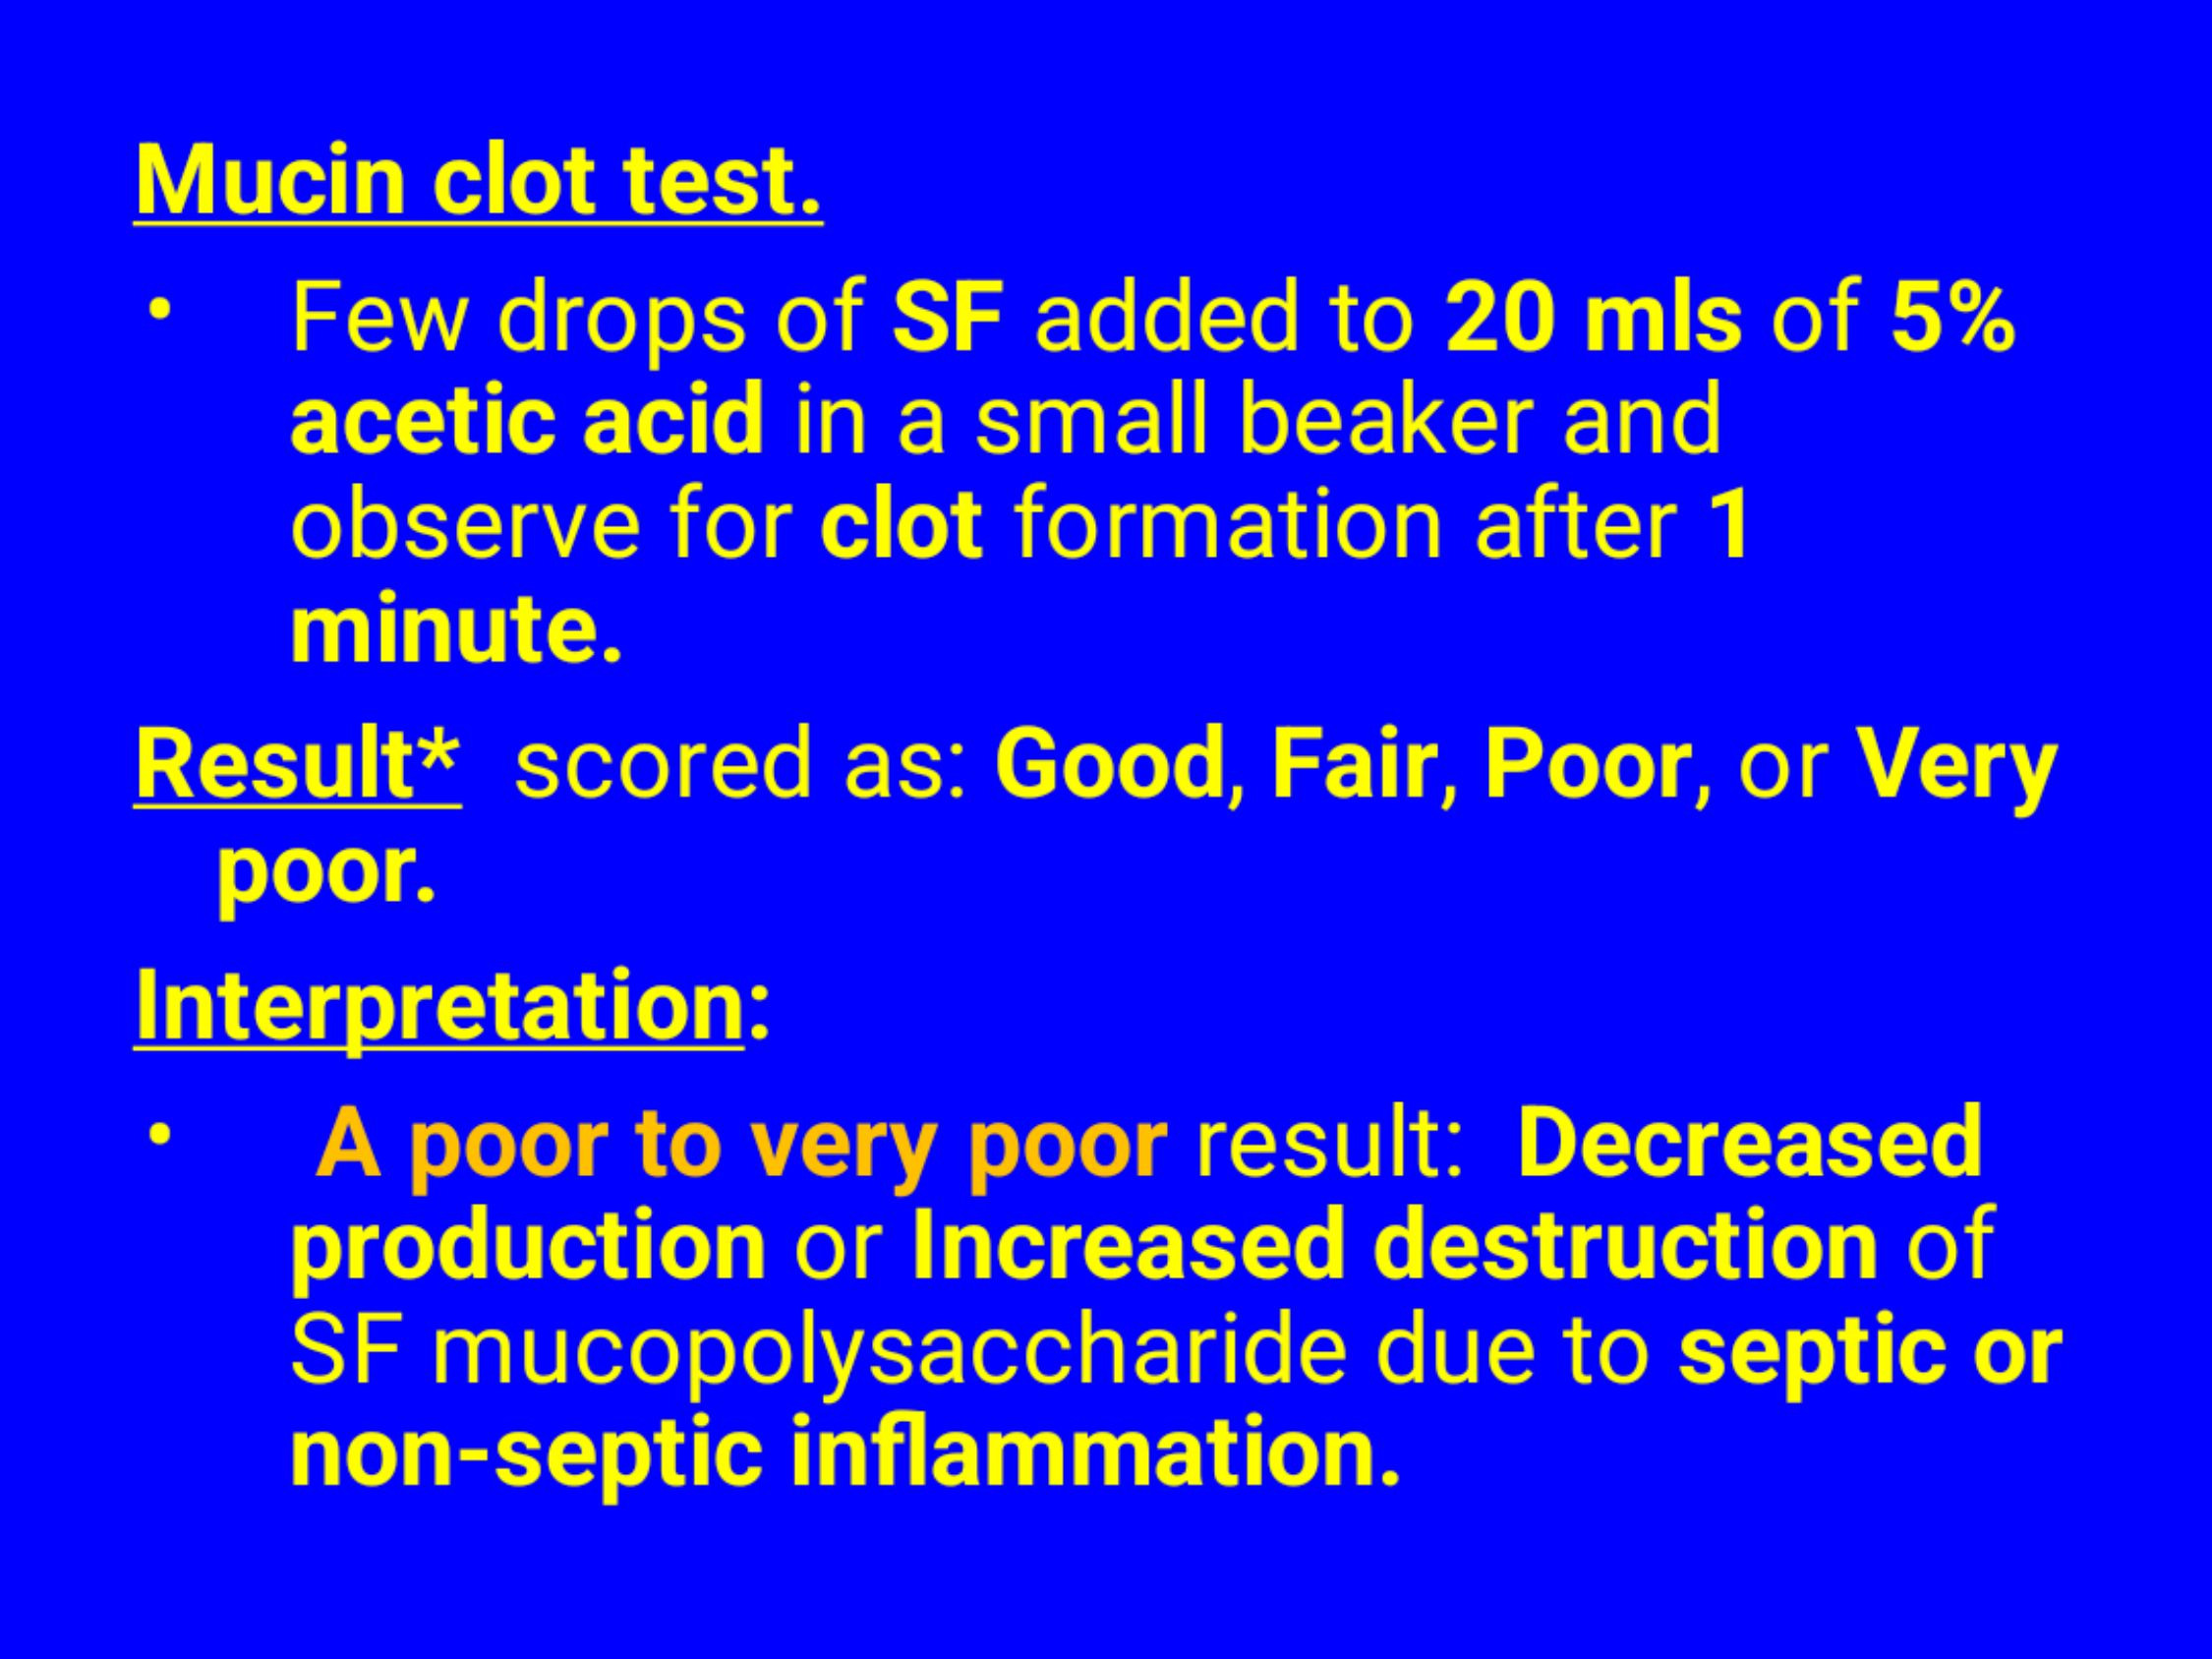 Mucin clot test.
• Few drops of SF added to 20 mls of 5%
acetic acid in a small beaker and
observe for clot formation after 1
minute.
Result* scored as: Good, Fair, Poor, or Very
poor.
Interpretation:
• A poor to very poor result: Decreased
production or Increased destruction of
SF mucopolysaccharide due to septic or
non-septic inflammation.